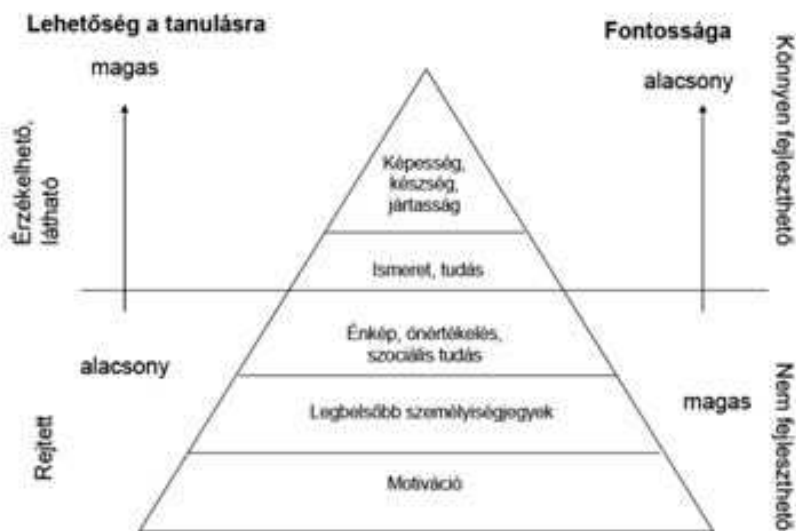 Lehetőség a tanulásra
Fontossága
magas
alacsony
Érzékelhető,
látható
Könnyen fejleszthető
Képesség,
készség,
jártasság
Ismeret, tudás
Énkép, önértékelés,
szociális tudás
alacsony
magas
Legbelsőbb személyiségjegyek
Rejtett
Nem fejleszthető
Motiváció